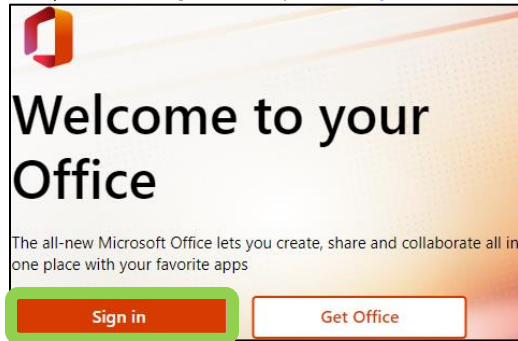 Welcome to your
Office
The all-new Microsoft Office lets you create, share and collaborate all in
one place with your favorite apps
Sign in
Get Office